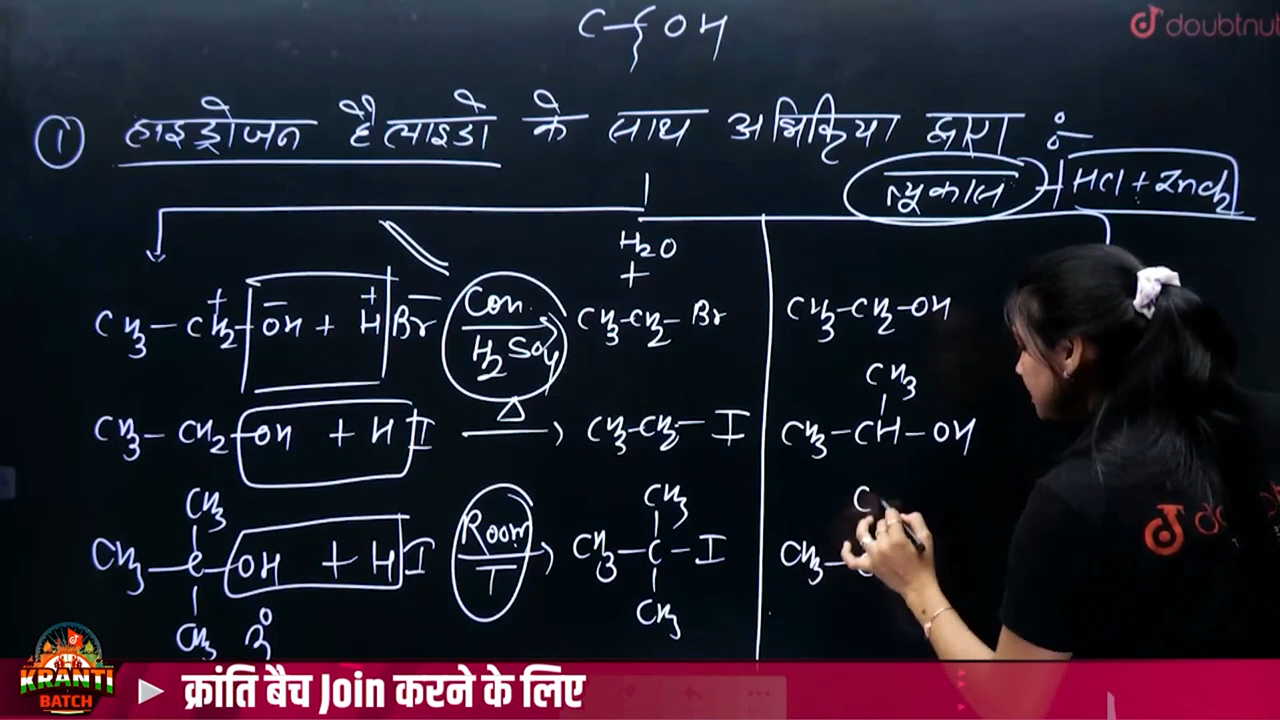 C-{OH
doubtnut
① हाइड्रोजन हैलाइडो के साथ अभिक्रिया द्वारा :-
ल्यूकास - HCl + ZnCl2
H2O
+
CH3-CH2-OH + HBr Con. H2SO4 CH3-CH2-Br
CH3-CH2-OH
CH3
CH3-CH2-OH + HI Δ CH3-CH2-I
CH3-CH-OH
CH3
CH3
C
CH3-C-OH + HI Room T CH3-C-I
CH3-C
CH3
3°
CH3
KRANTI
BATCH
क्रांति बैच Join करने के लिए